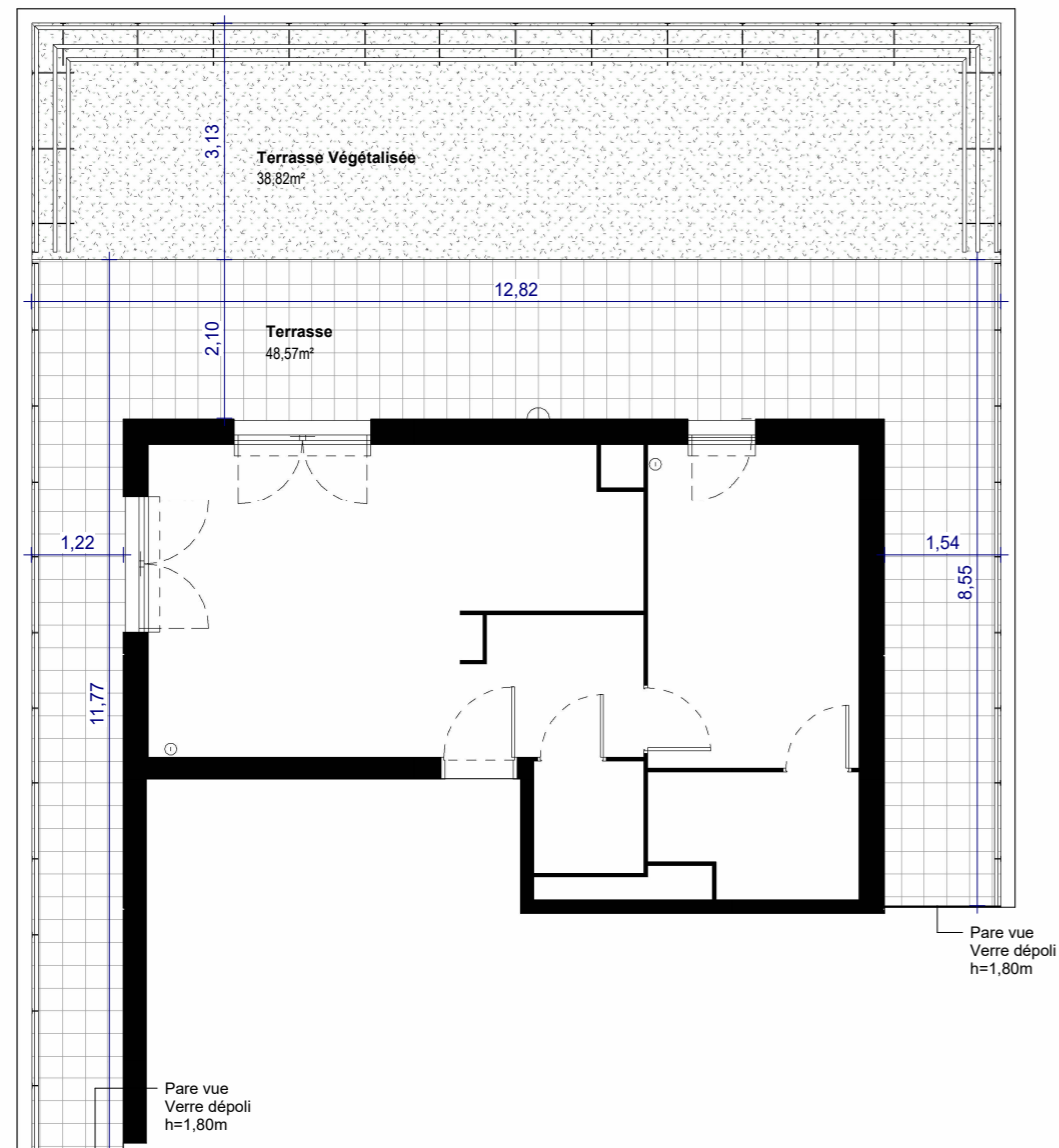 3,13
Terrasse Végétalisée
38,82m²
12,82
2,10
Terrasse
48,57m²
1,22
1,54
8,55
11,77
Pare vue
Verre dépoli
h=1,80m
Pare vue
Verre dépoli
h=1,80m